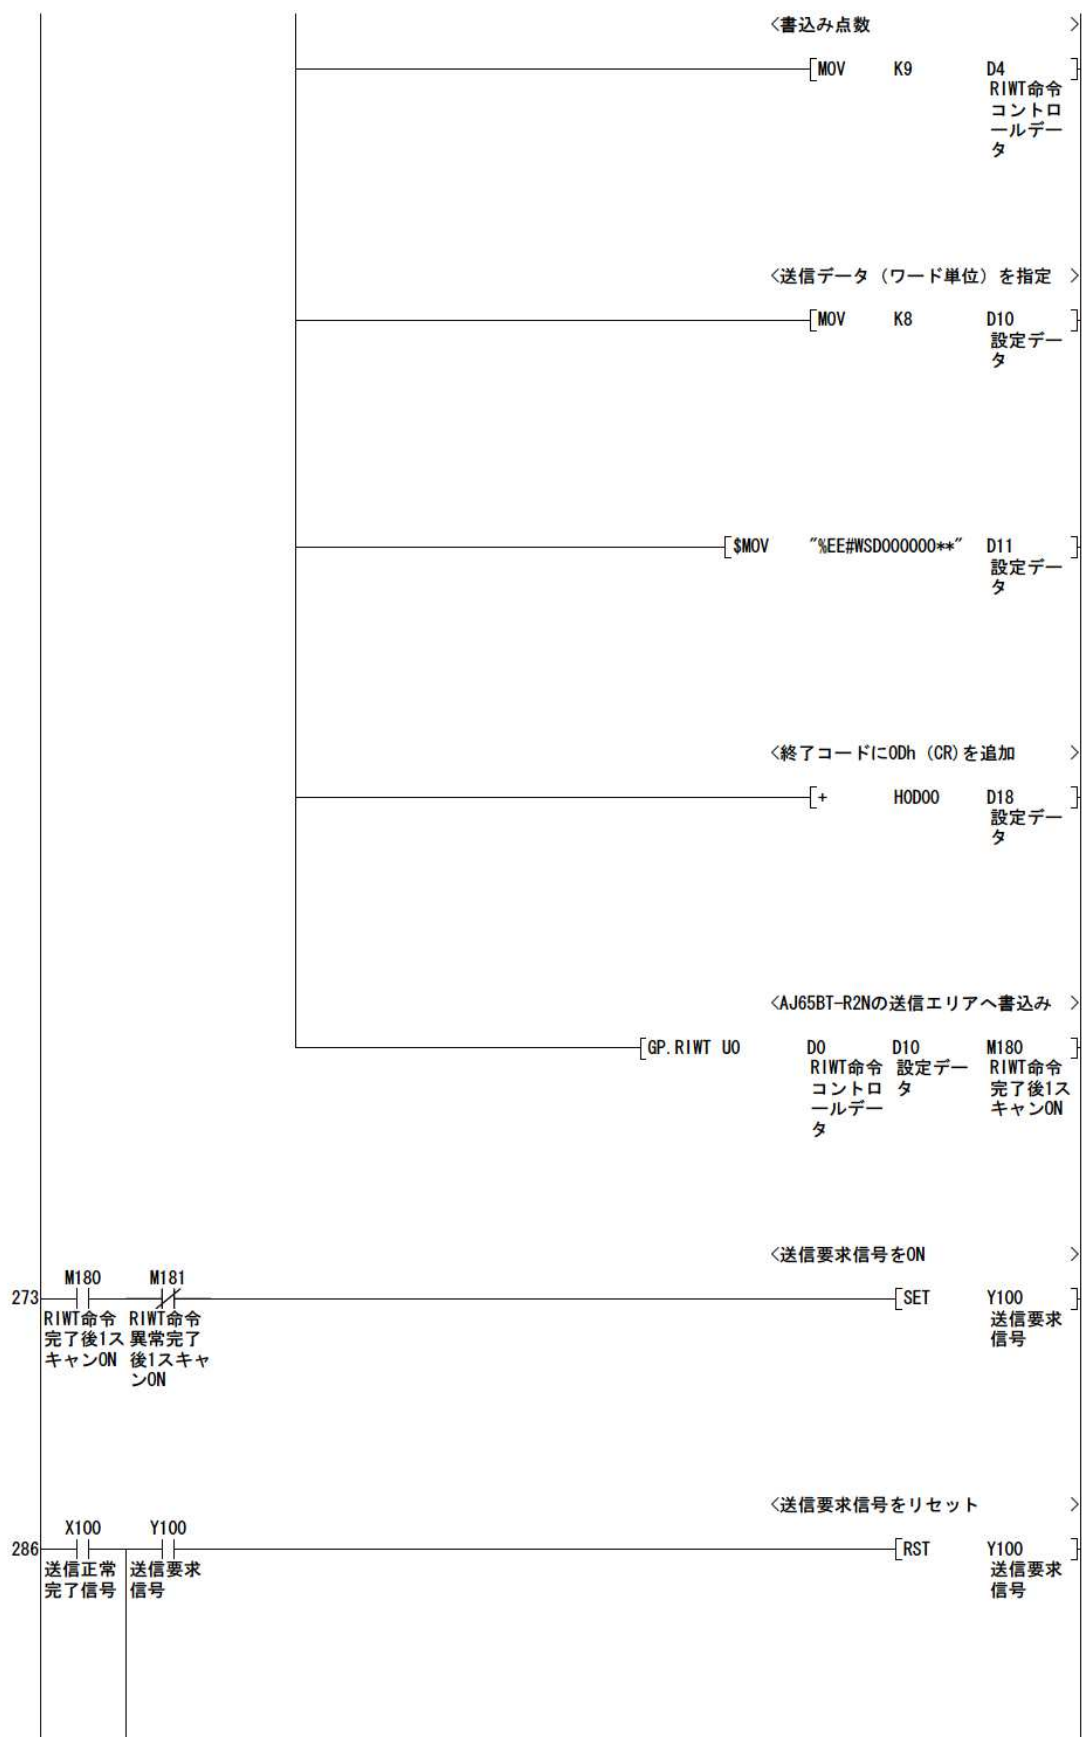 <書込み点数 >
[MOV K9 D4 ]
RIWT命令
コントロ
ールデー
タ
<送信データ（ワード単位）を指定 >
[MOV K8 D10 ]
設定デー
タ
[$MOV "%EE#WSD000000**" D11 ]
設定デー
タ
<終了コードに0Dh (CR)を追加 >
[+ H0D00 D18 ]
設定デー
タ
<AJ65BT-R2Nの送信エリアへ書込み >
[GP.RIWT U0 D0 D10 M180 ]
RIWT命令 設定デー RIWT命令
コントロ タ 完了後1ス
ールデー キャンON
タ
<送信要求信号をON >
M180 M181
273 [SET Y100 ]
RIWT命令 RIWT命令 送信要求
完了後1ス 異常完了 信号
キャンON 後1スキャ
ンON
<送信要求信号をリセット >
X100 Y100
286 [RST Y100 ]
送信正常 送信要求 送信要求
完了信号 信号 信号